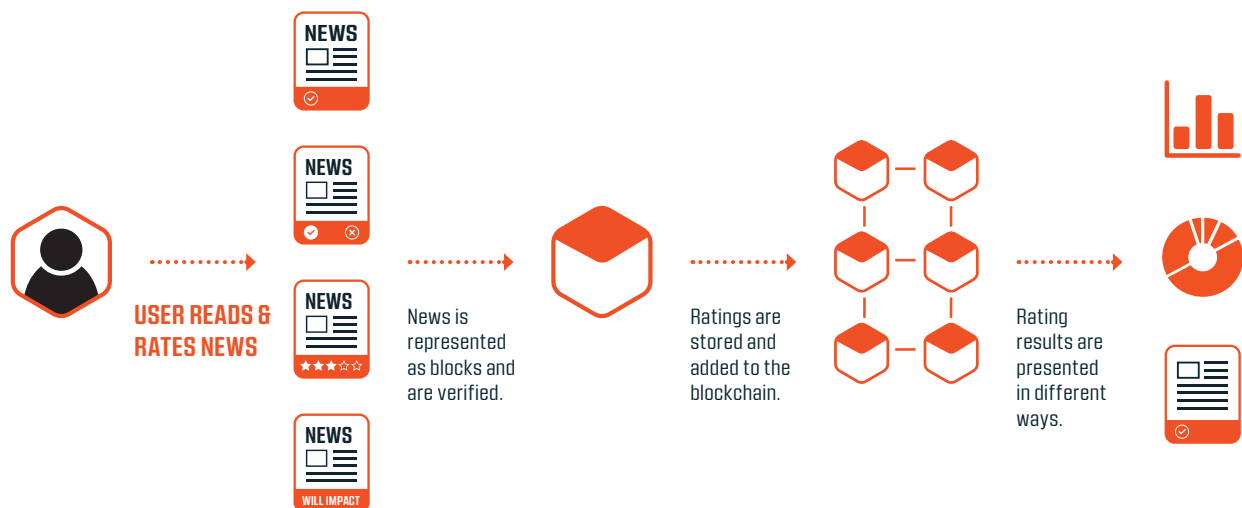 NEWS
NEWS
NEWS
NEWS
WILL IMPACT
USER READS &
RATES NEWS
News is
represented
as blocks and
are verified.
Ratings are
stored and
added to the
blockchain.
Rating
results are
presented
in different
ways.